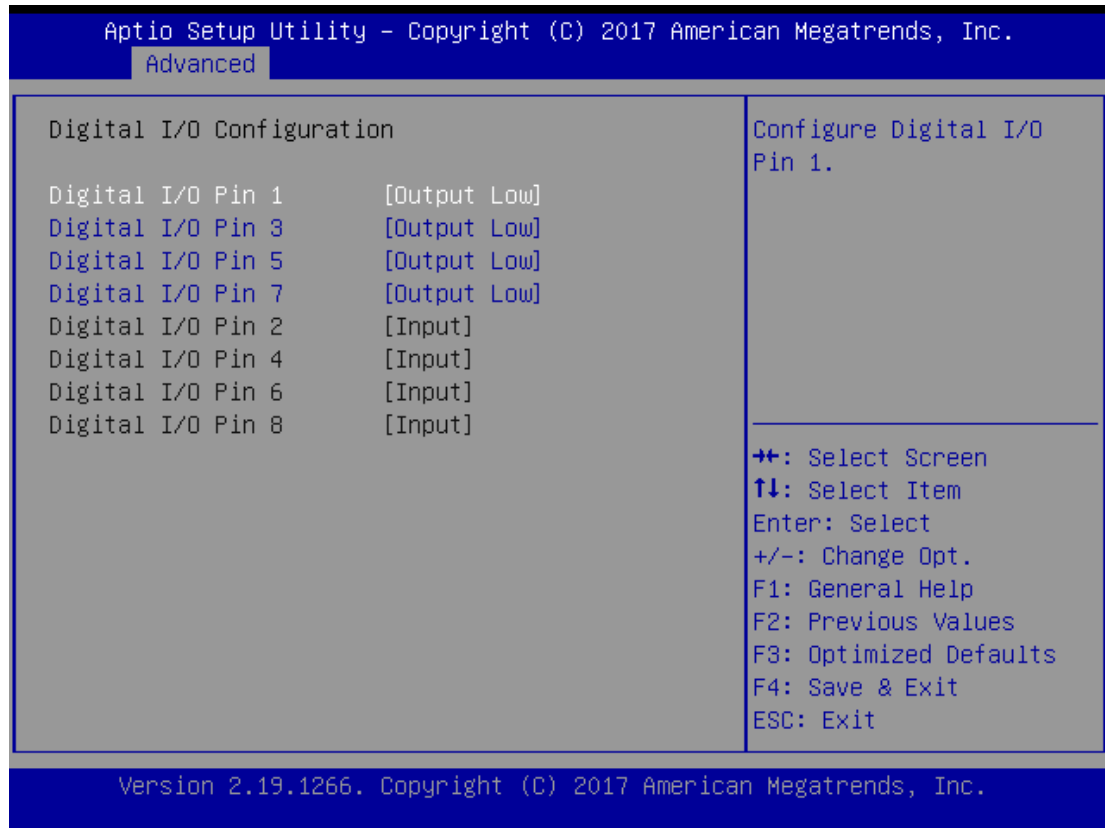 Aptio Setup Utility – Copyright (C) 2017 American Megatrends, Inc.
Advanced
Digital I/O Configuration
Digital I/O Pin 1 [Output Low]
Digital I/O Pin 3 [Output Low]
Digital I/O Pin 5 [Output Low]
Digital I/O Pin 7 [Output Low]
Digital I/O Pin 2 [Input]
Digital I/O Pin 4 [Input]
Digital I/O Pin 6 [Input]
Digital I/O Pin 8 [Input]
Configure Digital I/O
Pin 1.
→←: Select Screen
↑↓: Select Item
Enter: Select
+/-: Change Opt.
F1: General Help
F2: Previous Values
F3: Optimized Defaults
F4: Save & Exit
ESC: Exit
Version 2.19.1266. Copyright (C) 2017 American Megatrends, Inc.